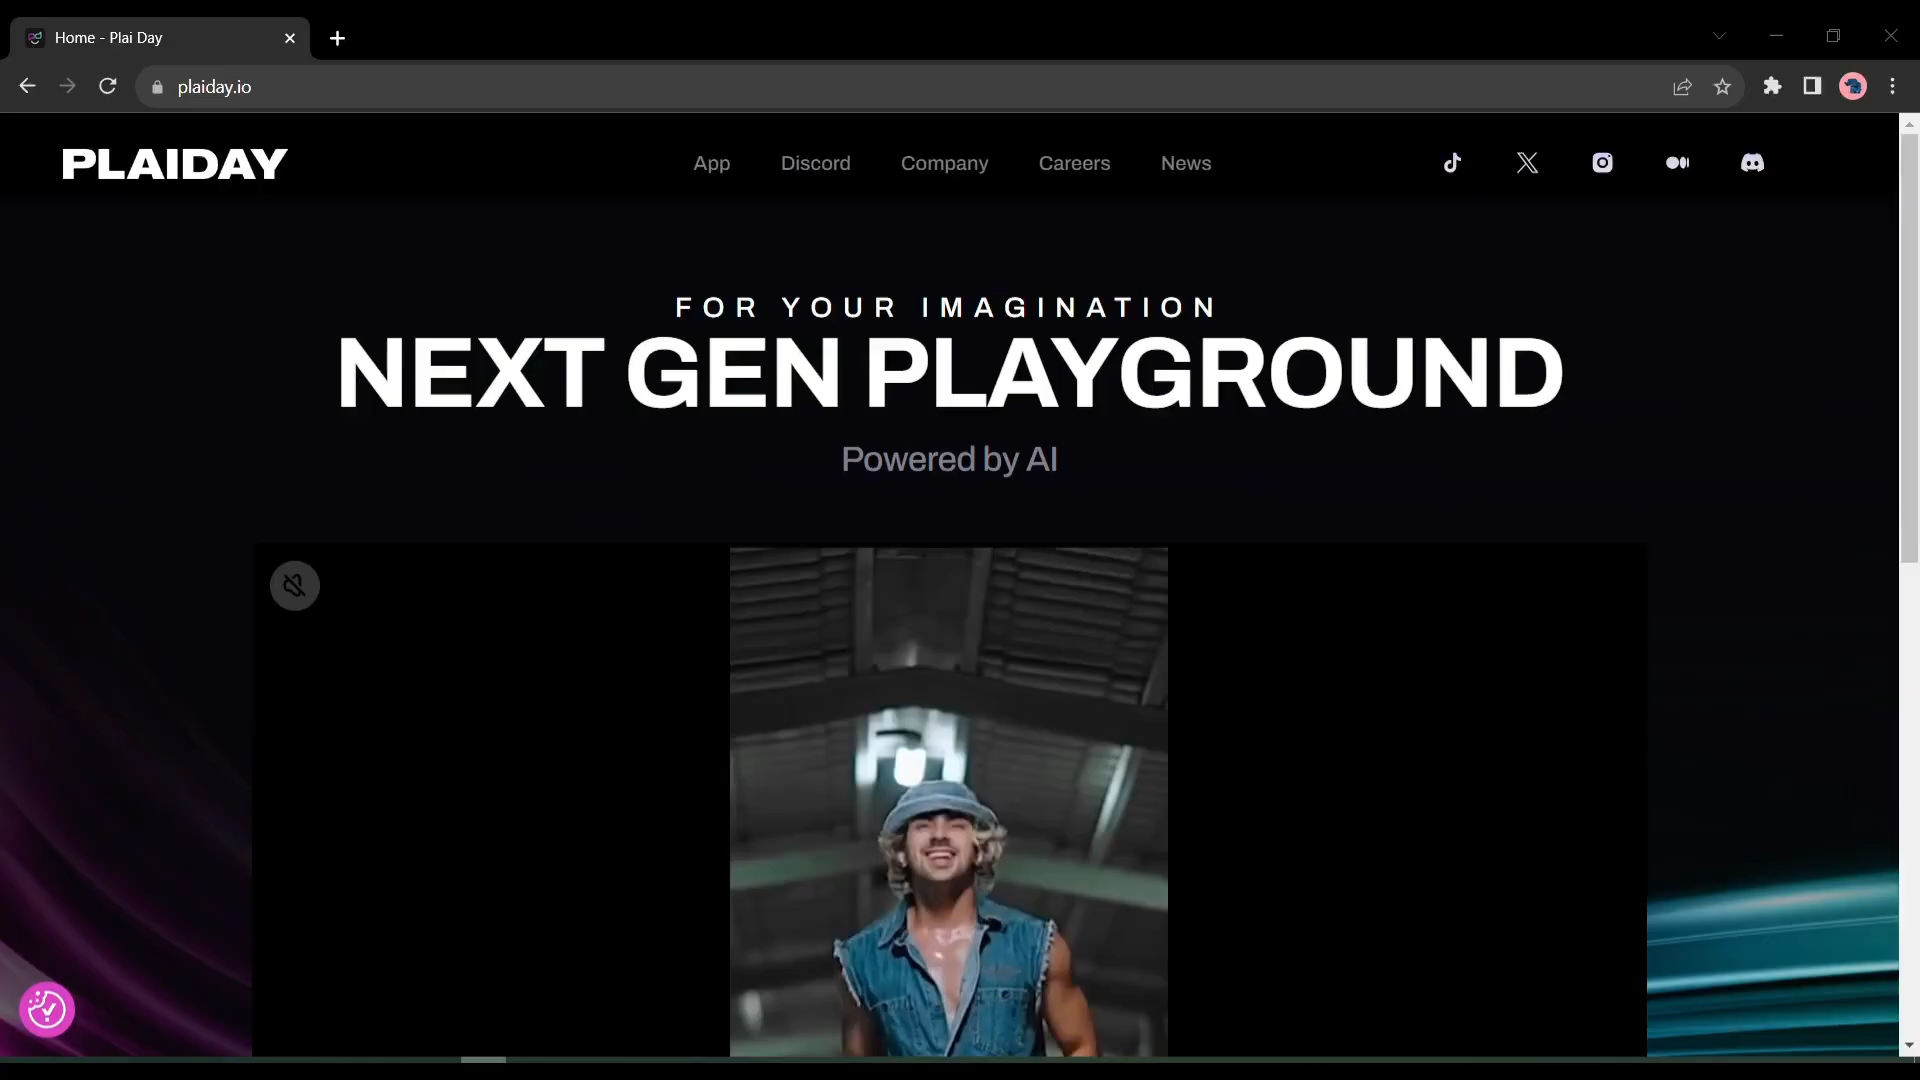 Home - Plai Day
plaiday.io
PLAIDAY
App Discord Company Careers News
FOR YOUR IMAGINATION
NEXT GEN PLAYGROUND
Powered by AI